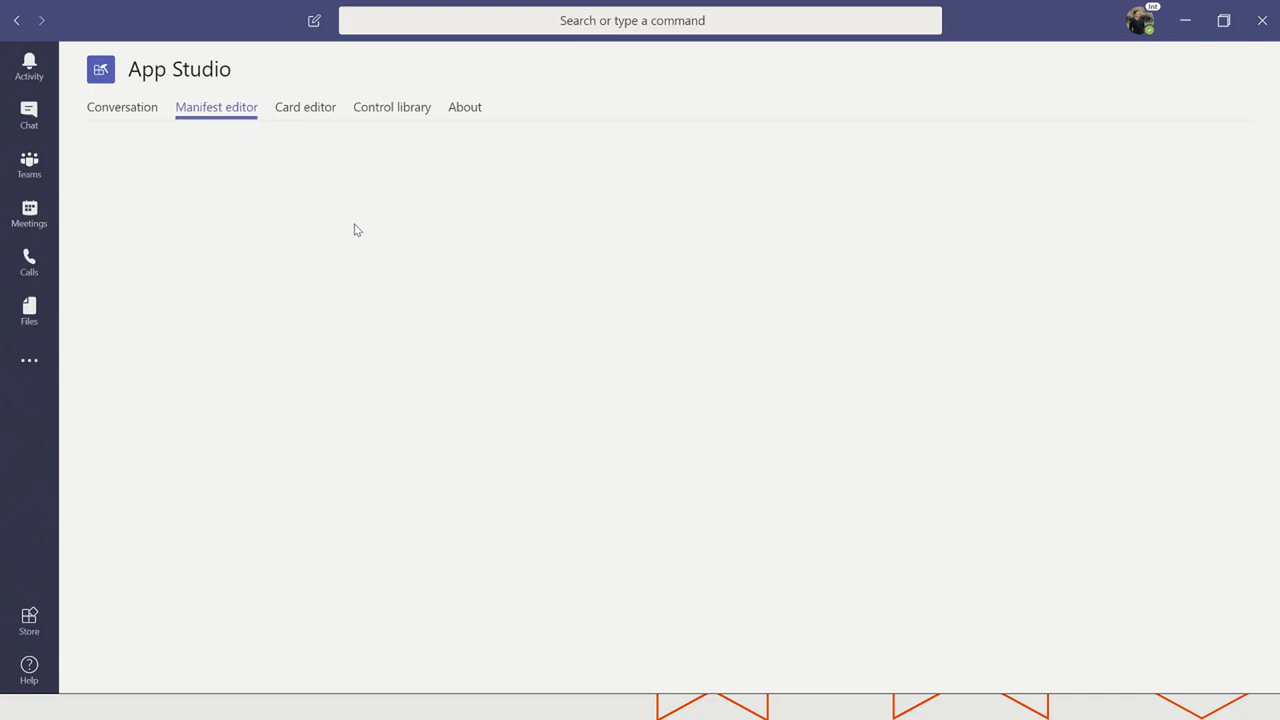 Search or type a command
Int
Activity
Chat
Teams
Meetings
Calls
Files
Store
Help
App Studio
Conversation Manifest editor Card editor Control library About